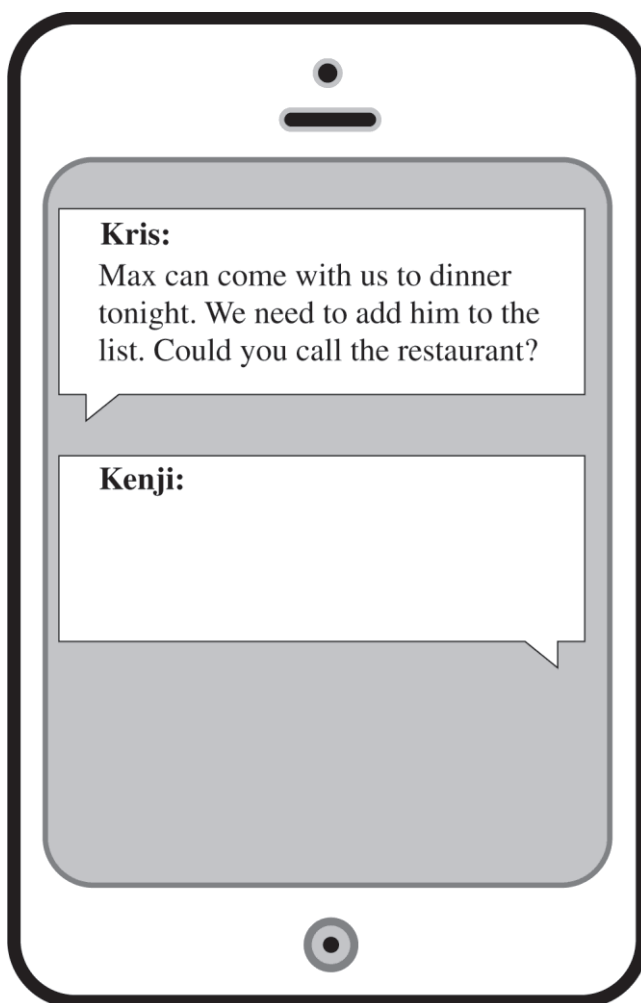 Kris:
Max can come with us to dinner
tonight. We need to add him to the
list. Could you call the restaurant?
Kenji: